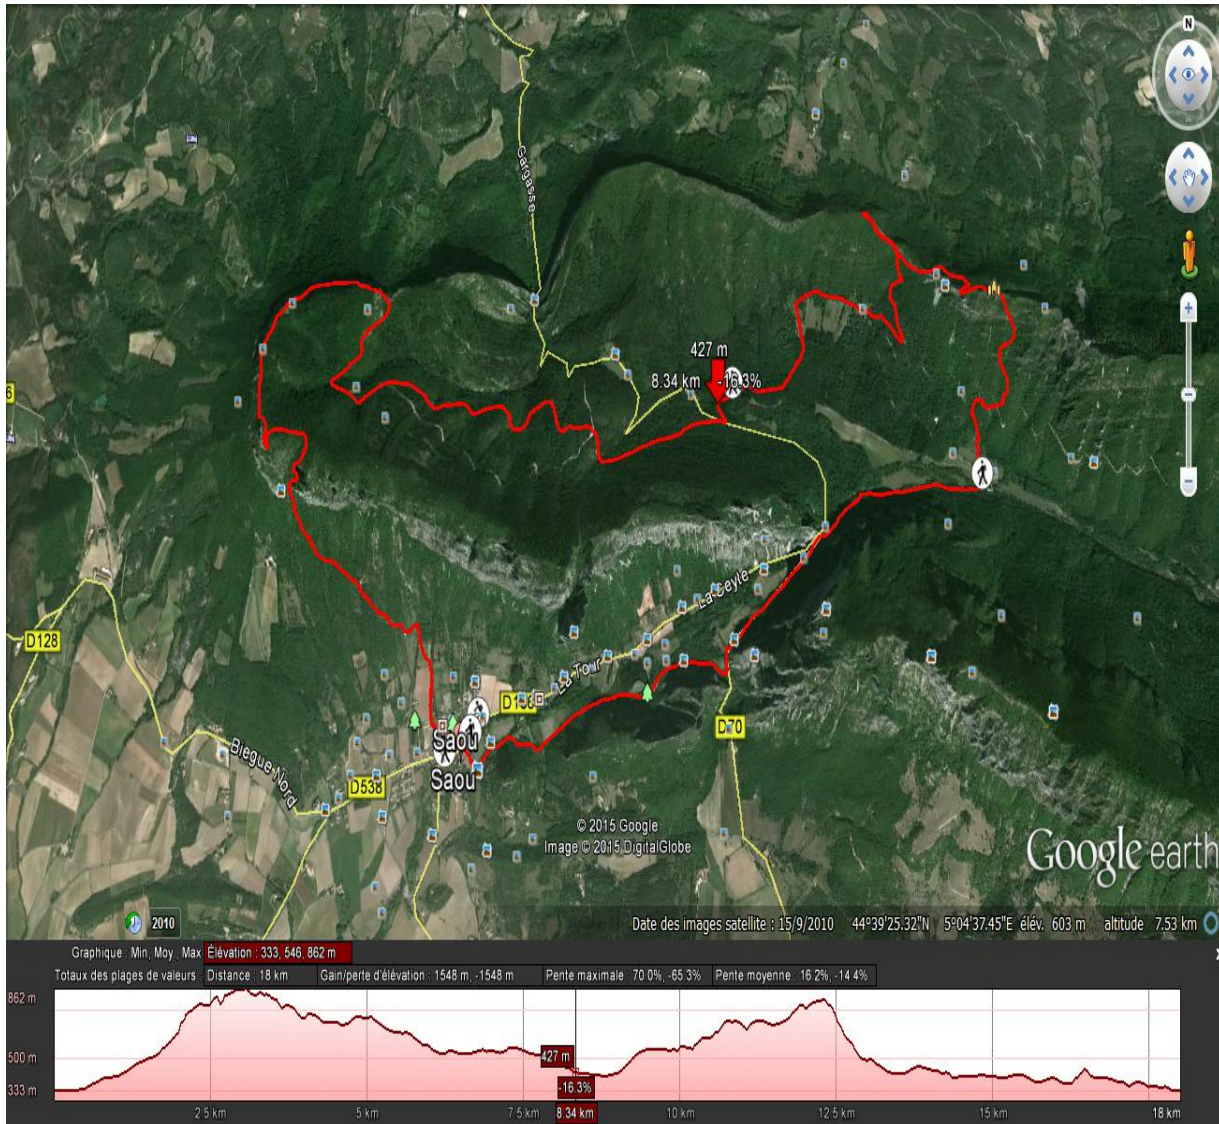 N
Gargasse
427 m
8.34 km -16.3%
6
D128
La Tour
D70
Saou
Saou
Biegue Nord
D538
© 2015 Google
Image © 2015 DigitalGlobe
Google earth
2010
Date des images satellite : 15/9/2010 44°39'25.32"N 5°04'37.45"E élév. 603 m altitude 7.53 km
Graphique : Min, Moy, Max Élévation : 333, 546, 862 m
Totaux des plages de valeurs : Distance : 18 km Gain/perte d'élévation : 1548 m, -1548 m Pente maximale : 70.0%, -65.3% Pente moyenne : 16.2%, -14.4%
862 m
500 m
427 m
333 m
-16.3%
2.5 km 5 km 7.5 km 8.34 km 10 km 12.5 km 15 km 18 km